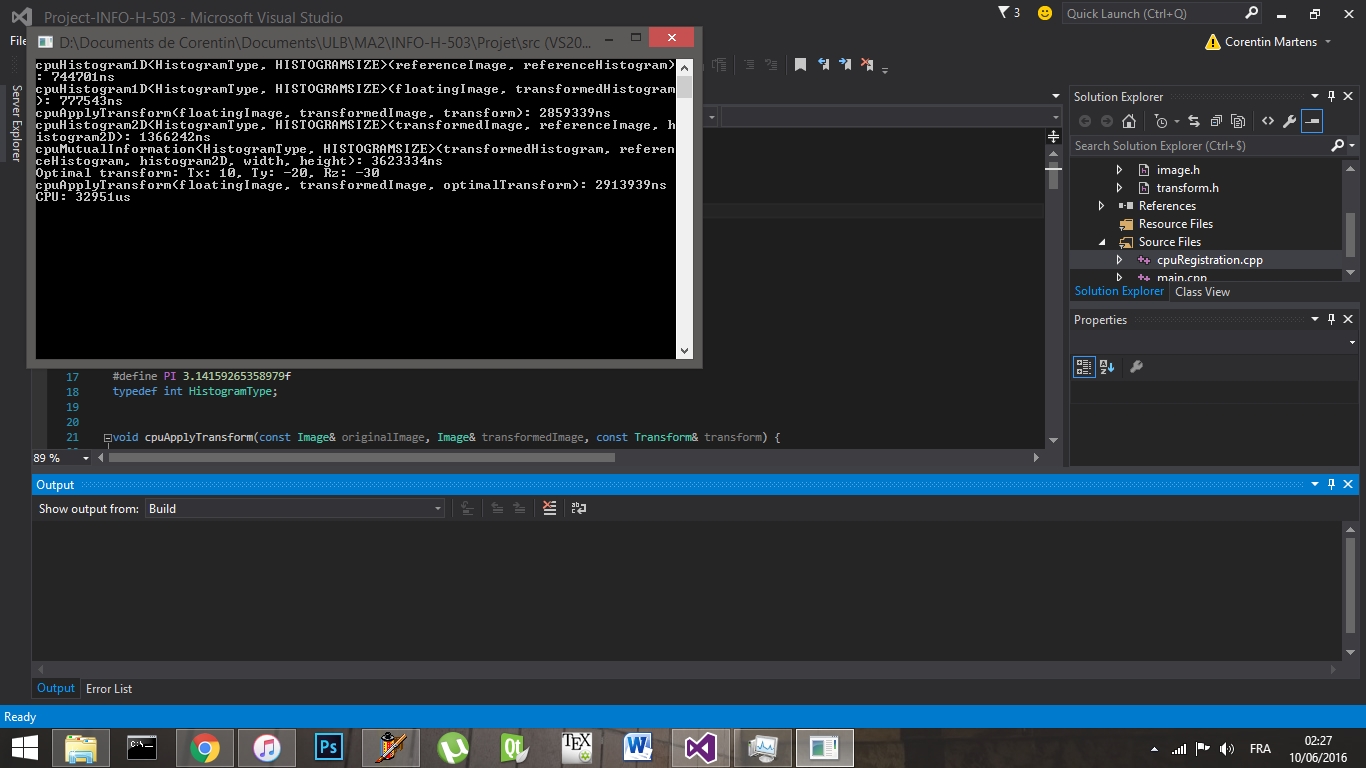 Project-INFO-H-503 - Microsoft Visual Studio
3
Quick Launch (Ctrl+Q)
File
D:\Documents de Corentin\Documents\ULB\MA2\INFO-H-503\Projet\src (VS20...
Corentin Martens
Server Explorer
cpuHistogram1D<HistogramType, HISTOGRAMSIZE>(referenceImage, referenceHistogram)
: 744701ns
cpuHistogram1D<HistogramType, HISTOGRAMSIZE>(floatingImage, transformedHistogram
): 777543ns
cpuApplyTransform(floatingImage, transformedImage, transform): 2859339ns
cpuHistogram2D<HistogramType, HISTOGRAMSIZE>(transformedImage, referenceImage, h
istogram2D): 1366242ns
cpuMutualInformation<HistogramType, HISTOGRAMSIZE>(transformedHistogram, referen
ceHistogram, histogram2D, width, height): 3623334ns
Optimal transform: Tx: 10, Ty: -20, Rz: -30
cpuApplyTransform(floatingImage, transformedImage, optimalTransform): 2913939ns
CPU: 32951us
Solution Explorer
Search Solution Explorer (Ctrl+$)
image.h
transform.h
References
Resource Files
Source Files
cpuRegistration.cpp
main.cpp
Solution Explorer
Class View
Properties
17 #define PI 3.14159265358979f
18 typedef int HistogramType;
19
20
21 void cpuApplyTransform(const Image& originalImage, Image& transformedImage, const Transform& transform) {
89 %
Output
Show output from: Build
Output
Error List
Ready
C:\_
Ps
Qt
TEX
W
FRA
02:27
10/06/2016